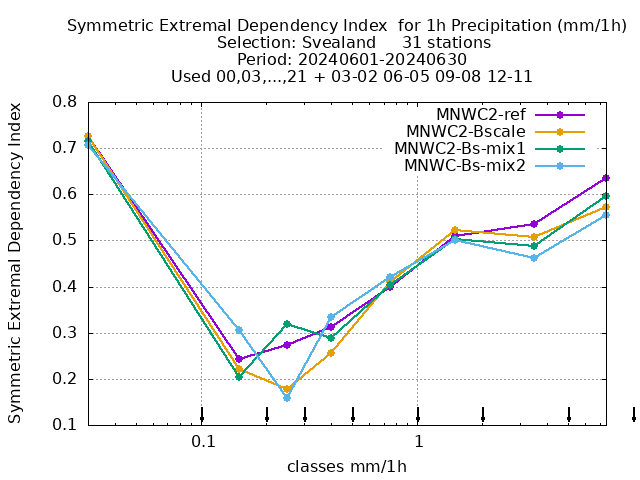 Symmetric Extremal Dependency Index  for 1h Precipitation (mm/1h)
Selection: Svealand     31 stations
Period: 20240601-20240630
Used 00,03,...,21 + 03-02 06-05 09-08 12-11
MNWC2-ref
MNWC2-Bscale
MNWC2-Bs-mix1
MNWC-Bs-mix2
Symmetric Extremal Dependency Index
0.8
0.7
0.6
0.5
0.4
0.3
0.2
0.1
0.1 1
classes mm/1h